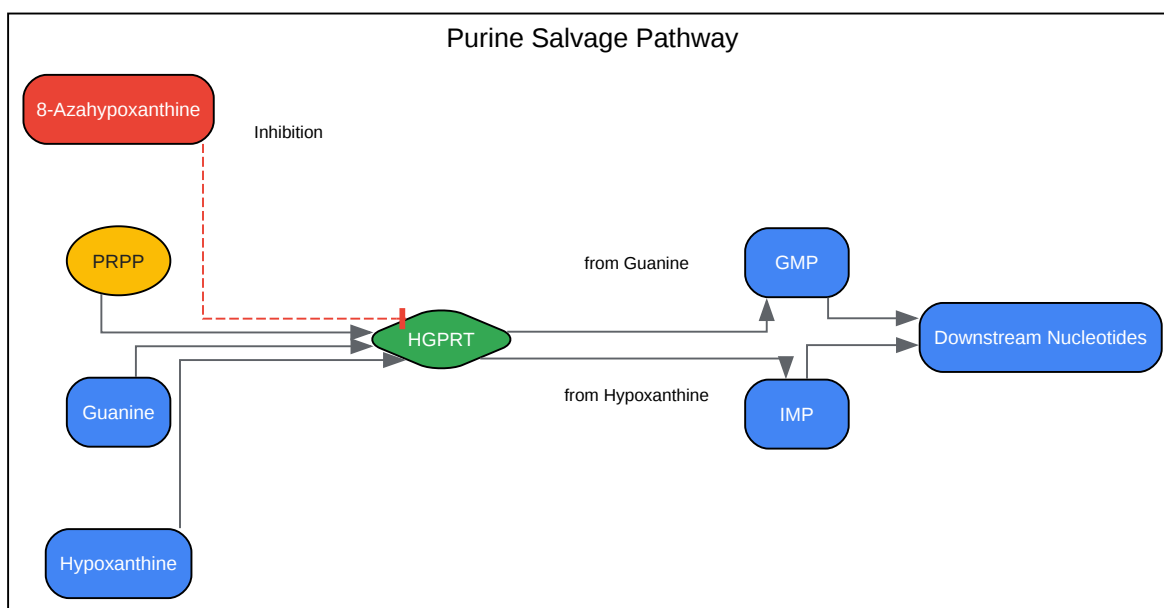 Purine Salvage Pathway
8-Azahypoxanthine
Inhibition
PRPP
from Guanine
GMP
HGPRT
Downstream Nucleotides
Guanine
from Hypoxanthine
IMP
Hypoxanthine